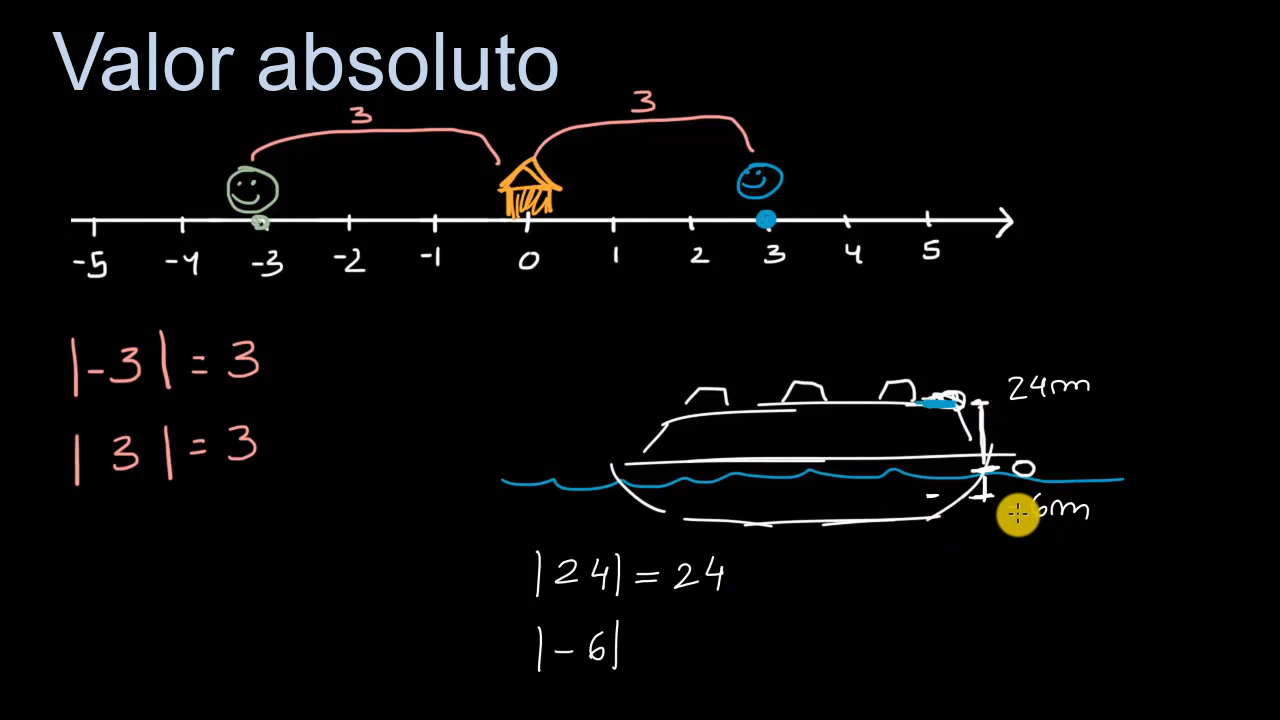 Valor absoluto
3 3
-5 -4 -3 -2 -1 0 1 2 3 4 5
|-3| = 3
| 3 | = 3
24m
0
- 6m
|24| = 24
|-6|